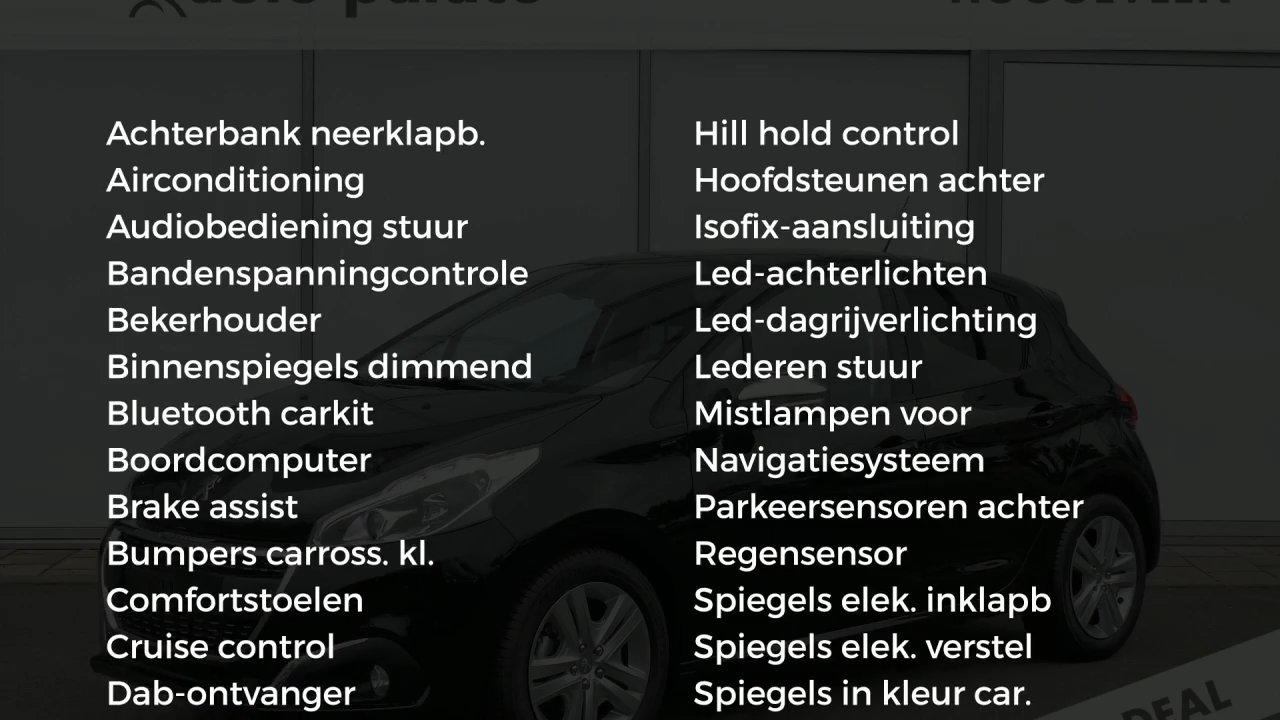 Achterbank neerklapb.
Airconditioning
Audiobediening stuur
Bandenspanningcontrole
Bekerhouder
Binnenspiegels dimmend
Bluetooth carkit
Boordcomputer
Brake assist
Bumpers carross. kl.
Comfortstoelen
Cruise control
Dab-ontvanger
Hill hold control
Hoofdsteunen achter
Isofix-aansluiting
Led-achterlichten
Led-dagrijverlichting
Lederen stuur
Mistlampen voor
Navigatiesysteem
Parkeersensoren achter
Regensensor
Spiegels elek. inklapb
Spiegels elek. verstel
Spiegels in kleur car.
DEAL